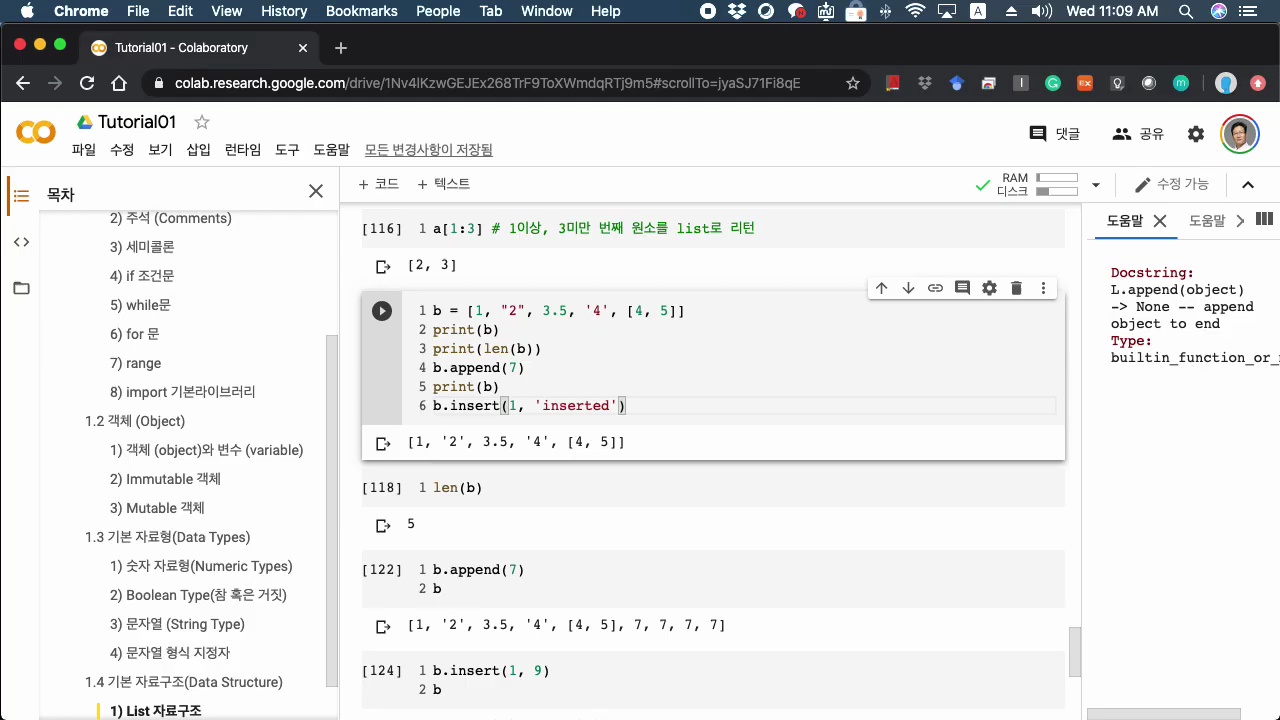 Chrome File Edit View History Bookmarks People Tab Window Help A Wed 11:09 AM
Tutorial01 - Colaboratory
colab.research.google.com/drive/1Nv4lKzwGEJEx268TrF9ToXWmdqRTj9m5#scrollTo=jyaSJ71Fi8qE
Tutorial01
댓글 공유
파일 수정 보기 삽입 런타임 도구 도움말 모든 변경사항이 저장됨
목차
2) 주석 (Comments)
3) 세미콜론
4) if 조건문
5) while문
6) for 문
7) range
8) import 기본라이브러리
1.2 객체 (Object)
1) 객체 (object)와 변수 (variable)
2) Immutable 객체
3) Mutable 객체
1.3 기본 자료형(Data Types)
1) 숫자 자료형(Numeric Types)
2) Boolean Type(참 혹은 거짓)
3) 문자열 (String Type)
4) 문자열 형식 지정자
1.4 기본 자료구조(Data Structure)
1) List 자료구조
+ 코드 + 텍스트
RAM
디스크
수정 가능
[116] 1 a[1:3] # 1이상, 3미만 번째 원소를 list로 리턴
[2, 3]
1 b = [1, "2", 3.5, '4', [4, 5]]
2 print(b)
3 print(len(b))
4 b.append(7)
5 print(b)
6 b.insert(1, 'inserted')
[1, '2', 3.5, '4', [4, 5]]
[118] 1 len(b)
5
[122] 1 b.append(7)
2 b
[1, '2', 3.5, '4', [4, 5], 7, 7, 7, 7]
[124] 1 b.insert(1, 9)
2 b
도움말 도움말
Docstring:
L.append(object)
-> None -- append
object to end
Type:
builtin_function_or_